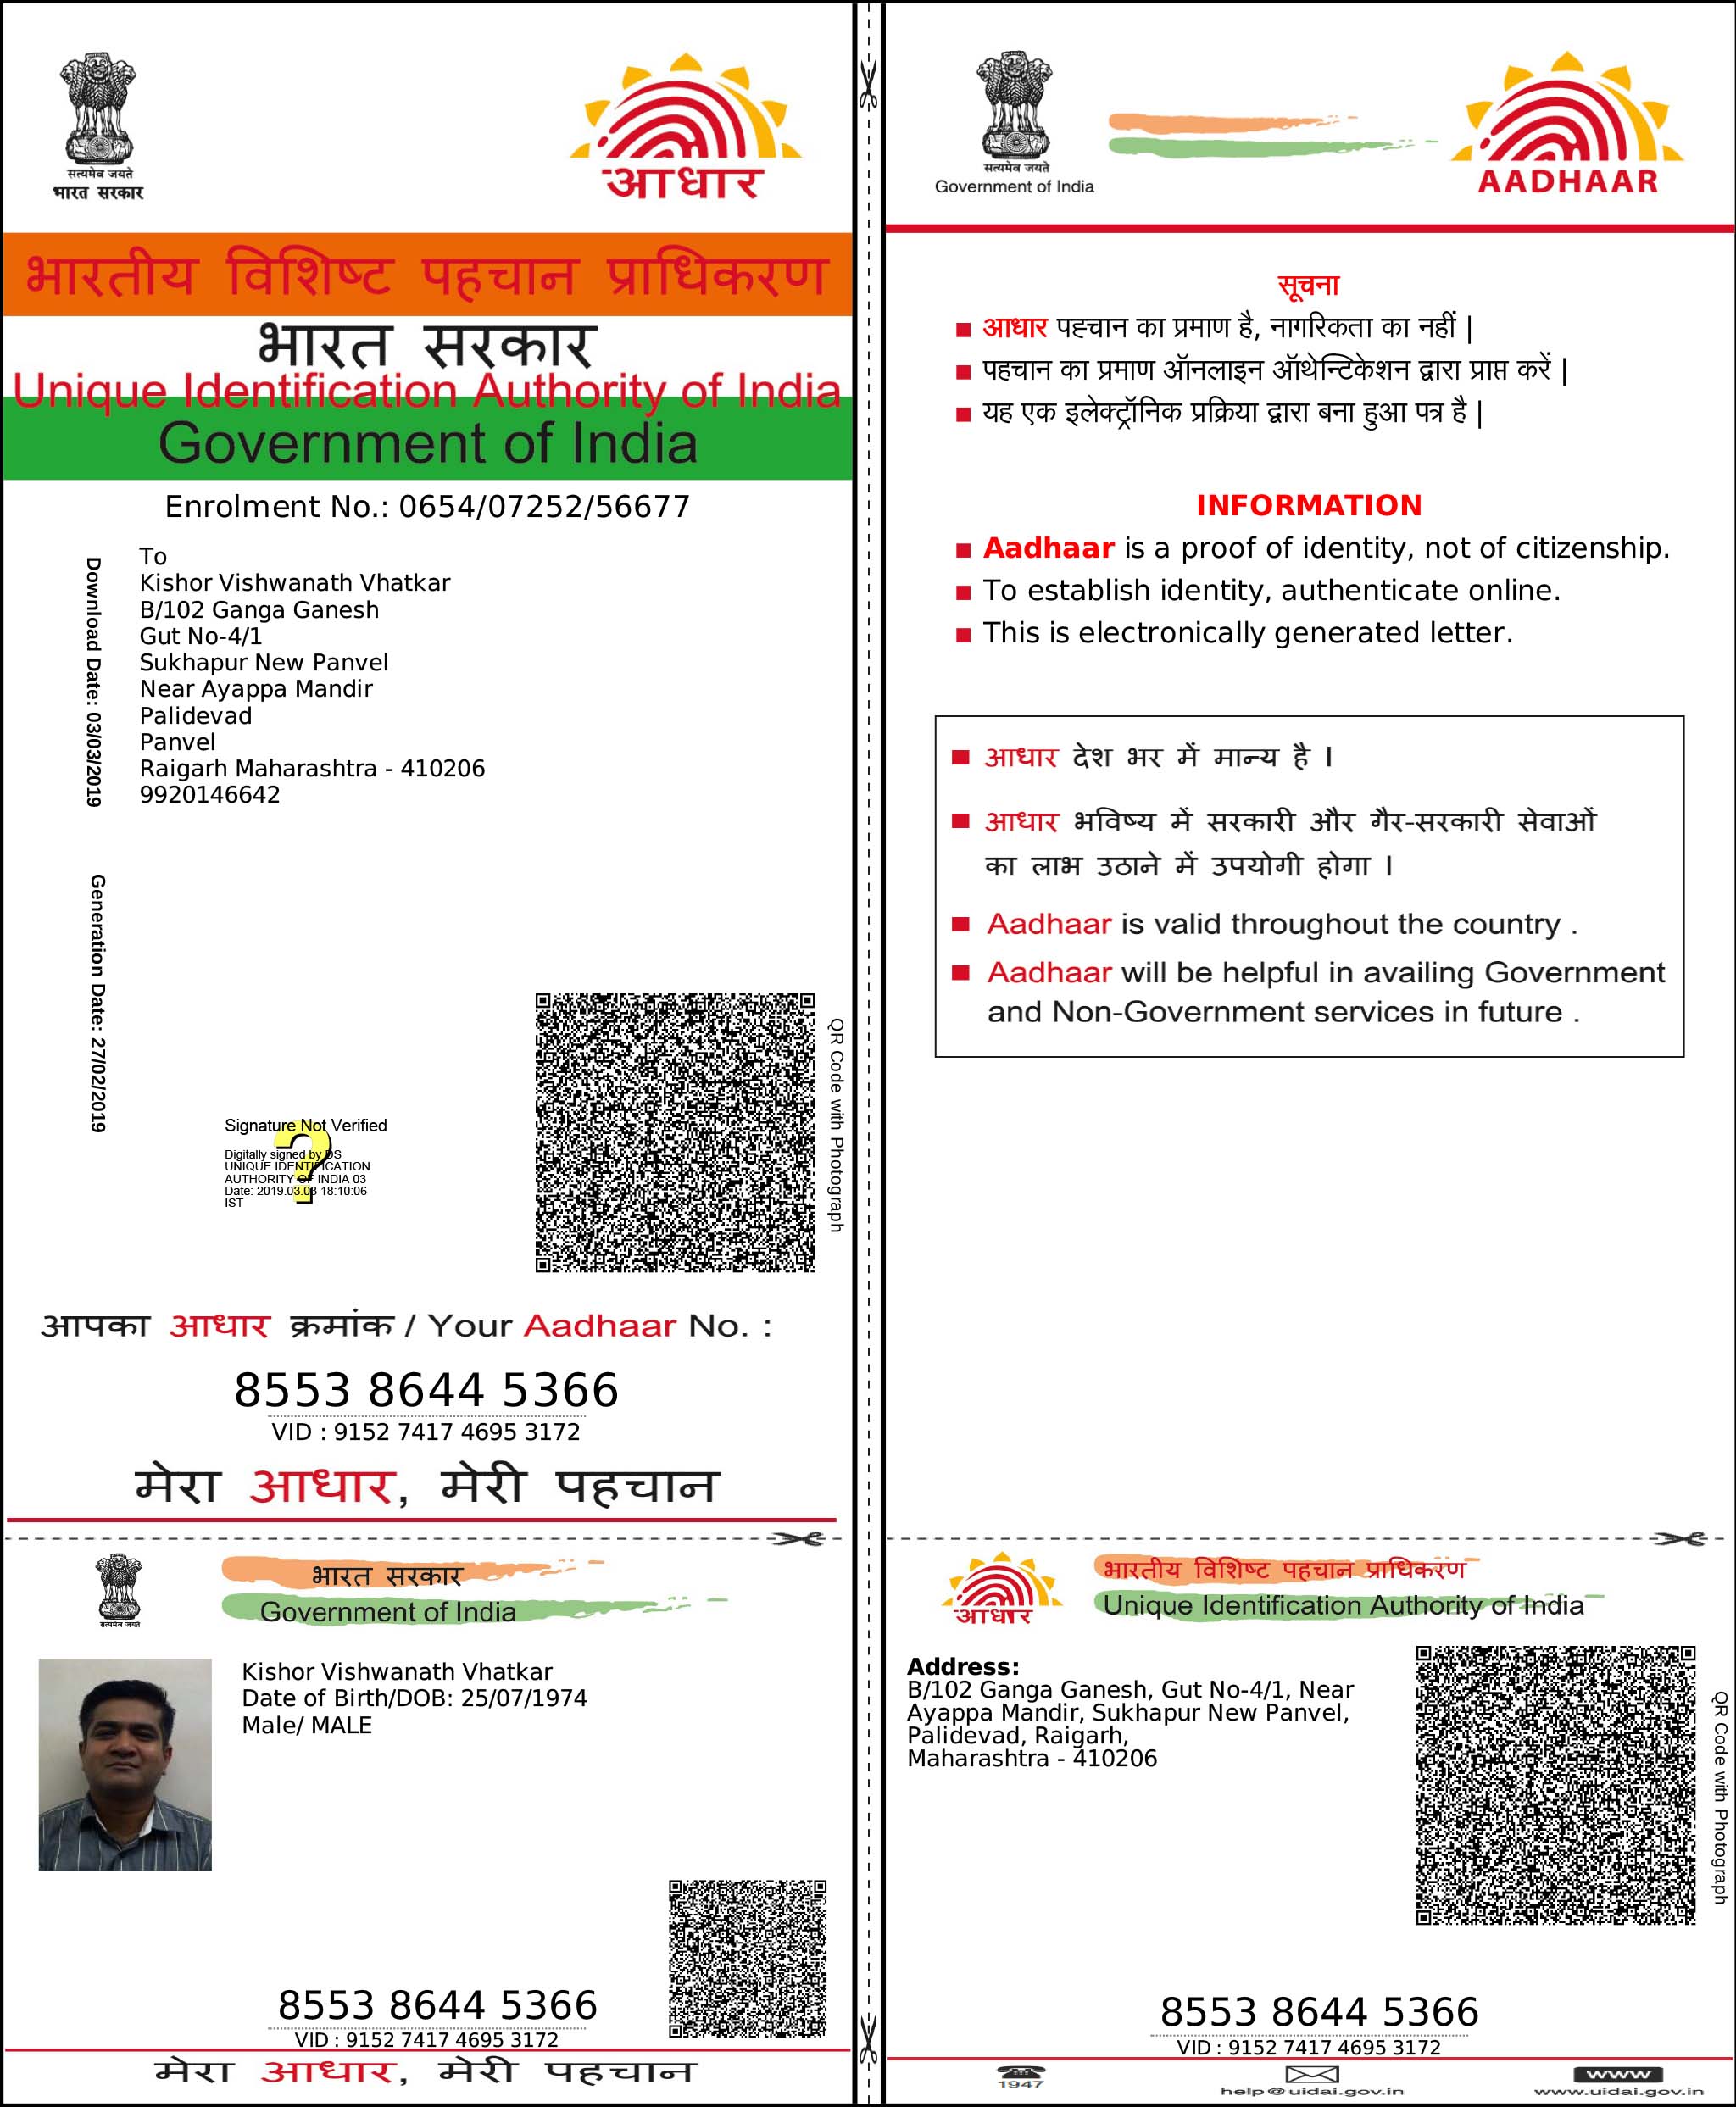 सत्यमेव जयते
भारत सरकार
आधार
भारतीय विशिष्ट पहचान प्राधिकरण
भारत सरकार
Unique Identification Authority of India
Government of India
Enrolment No.: 0654/07252/56677
Download Date: 03/03/2019
To
Kishor Vishwanath Vhatkar
B/102 Ganga Ganesh
Gut No-4/1
Sukhapur New Panvel
Near Ayappa Mandir
Palidevad
Panvel
Raigarh Maharashtra - 410206
9920146642
Generation Date: 27/02/2019
Signature Not Verified
Digitally signed by DS
UNIQUE IDENTIFICATION
AUTHORITY OF INDIA 03
Date: 2019.03.03 18:10:06
IST
QR Code with Photograph
आपका आधार क्रमांक / Your Aadhaar No. :
8553 8644 5366
VID : 9152 7417 4695 3172
मेरा आधार, मेरी पहचान
सत्यमेव जयते
Government of India
AADHAAR
सूचना
आधार पह्चान का प्रमाण है, नागरिकता का नहीं |
पहचान का प्रमाण ऑनलाइन ऑथेन्टिकेशन द्वारा प्राप्त करें |
यह एक इलेक्ट्रॉनिक प्रक्रिया द्वारा बना हुआ पत्र है |
INFORMATION
Aadhaar is a proof of identity, not of citizenship.
To establish identity, authenticate online.
This is electronically generated letter.
आधार देश भर में मान्य है ।
आधार भविष्य में सरकारी और गैर-सरकारी सेवाओं
का लाभ उठाने में उपयोगी होगा ।
Aadhaar is valid throughout the country .
Aadhaar will be helpful in availing Government
and Non-Government services in future .
सत्यमेव जयते
भारत सरकार
Government of India
Kishor Vishwanath Vhatkar
Date of Birth/DOB: 25/07/1974
Male/ MALE
8553 8644 5366
VID : 9152 7417 4695 3172
मेरा आधार, मेरी पहचान
आधार
भारतीय विशिष्ट पहचान प्राधिकरण
Unique Identification Authority of India
Address:
B/102 Ganga Ganesh, Gut No-4/1, Near
Ayappa Mandir, Sukhapur New Panvel,
Palidevad, Raigarh,
Maharashtra - 410206
QR Code with Photograph
8553 8644 5366
VID : 9152 7417 4695 3172
1947
help@uidai.gov.in
www
www.uidai.gov.in